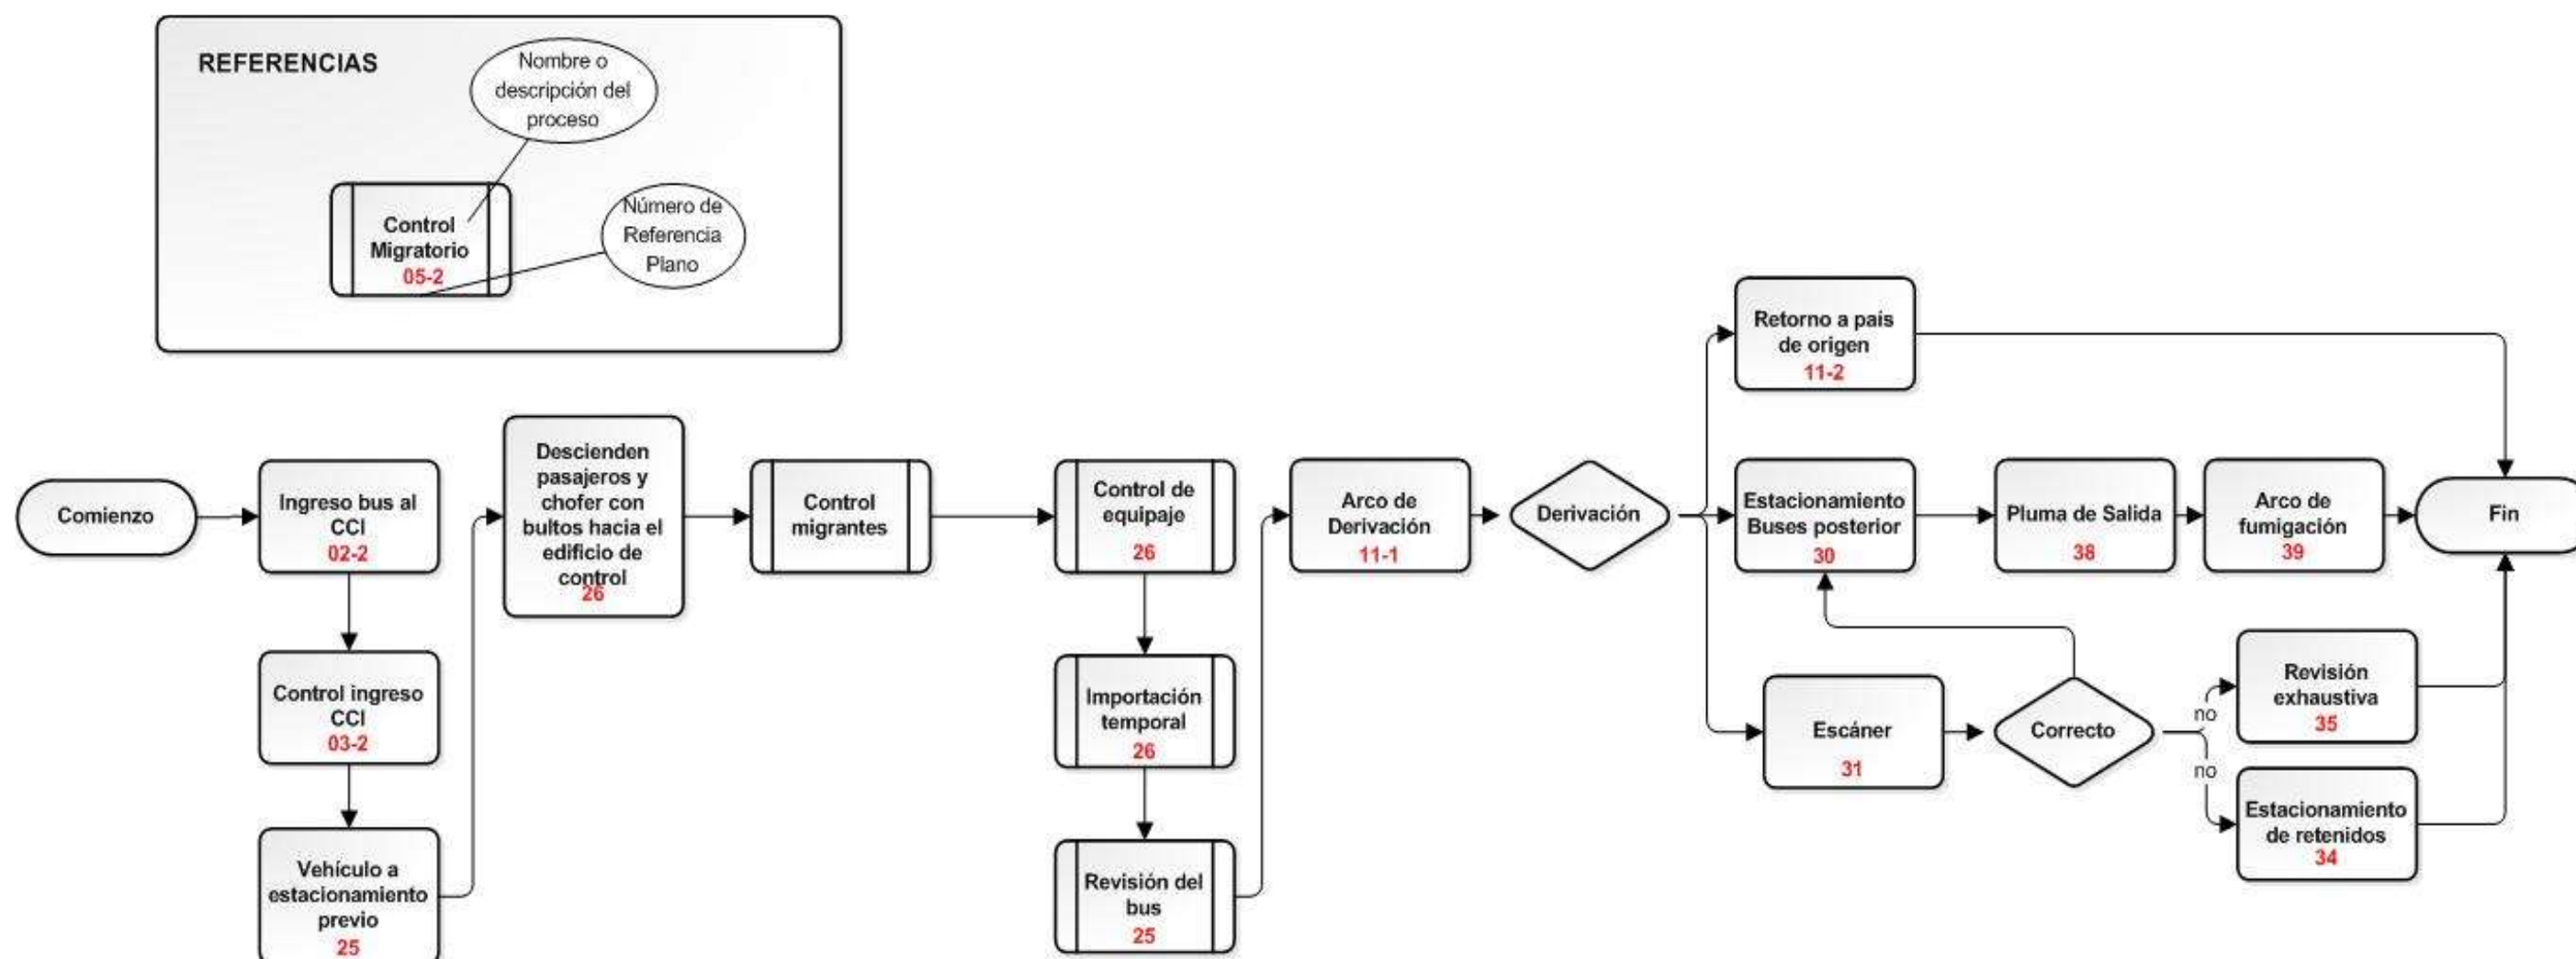 REFERENCIAS
Nombre o
descripción del
proceso
Control
Migratorio
05-2
Número de
Referencia
Plano
Comienzo
Ingreso bus al
CCI
02-2
Control ingreso
CCI
03-2
Vehículo a
estacionamiento
previo
25
Descienden
pasajeros y
chofer con
bultos hacia el
edificio de
control
26
Control
migrantes
Control de
equipaje
26
Importación
temporal
26
Revisión del
bus
25
Arco de
Derivación
11-1
Derivación
Retorno a país
de origen
11-2
Estacionamiento
Buses posterior
30
Pluma de Salida
38
Arco de
fumigación
39
Fin
Escáner
31
Correcto
no
no
Revisión
exhaustiva
35
Estacionamiento
de retenidos
34